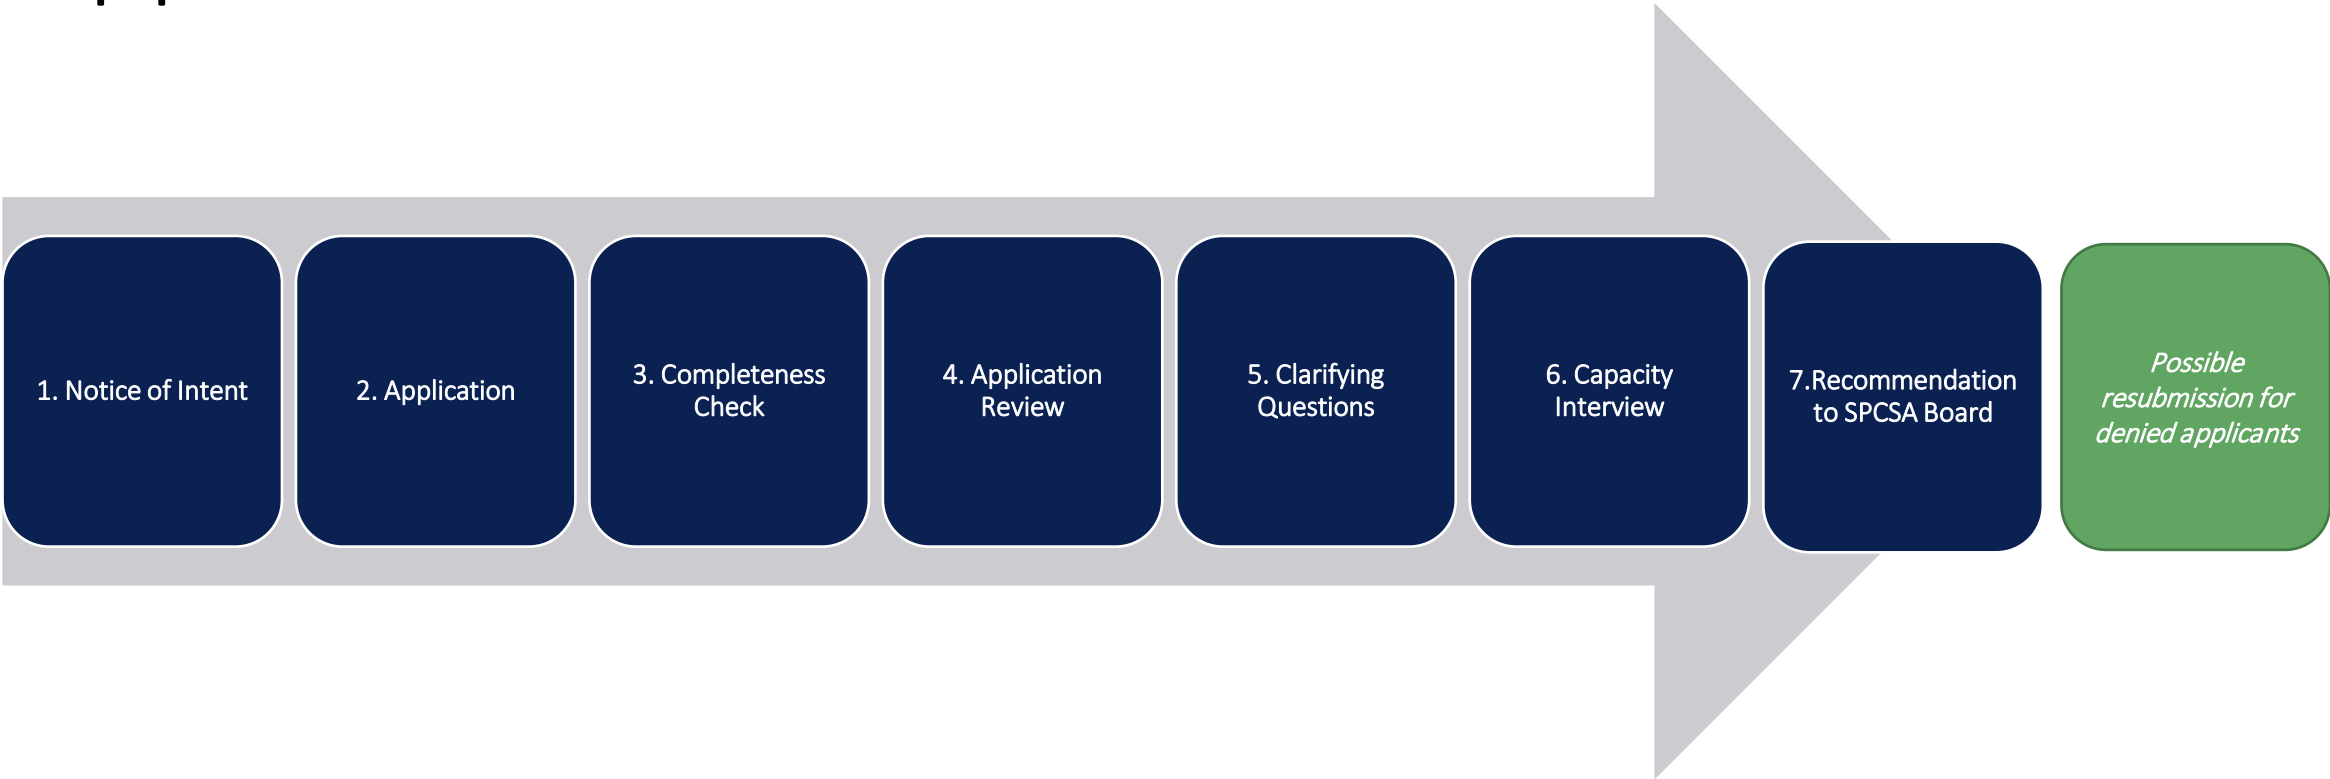 1. Notice of Intent
2. Application
3. Completeness
Check
4. Application
Review
5. Clarifying
Questions
6. Capacity
Interview
7.Recommendation
to SPCSA Board
Possible
resubmission for
denied applicants